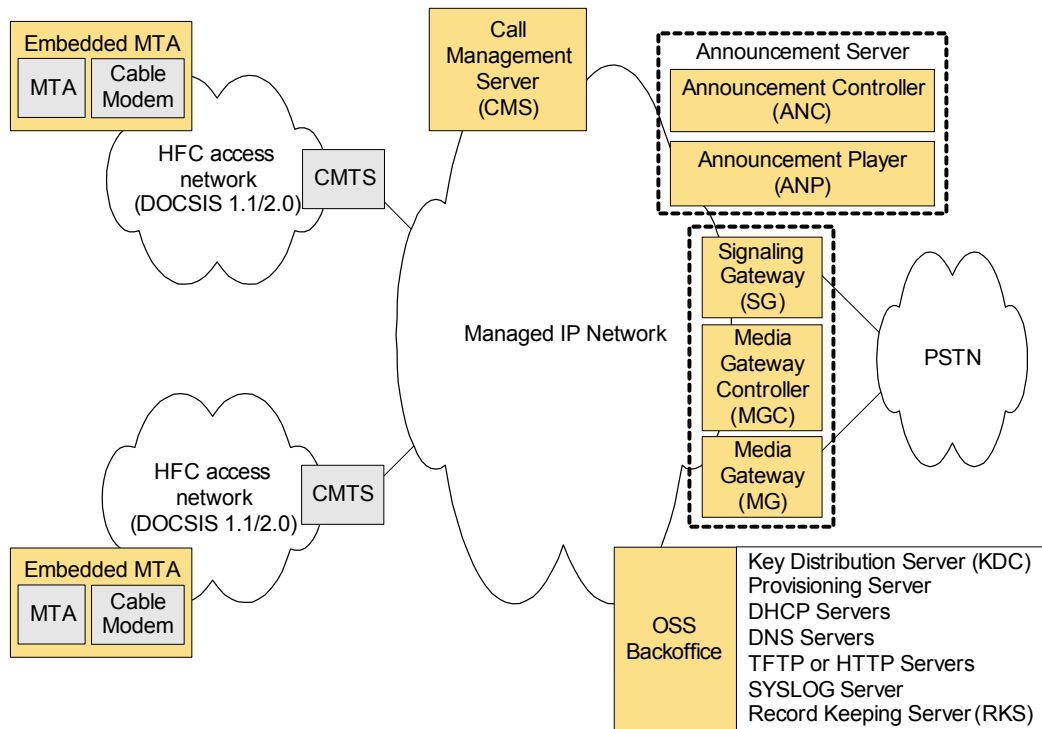 Embedded MTA
MTA
Cable
Modem
HFC access
network
(DOCSIS 1.1/2.0)
CMTS
Call
Management
Server
(CMS)
Announcement Server
Announcement Controller
(ANC)
Announcement Player
(ANP)
Signaling
Gateway
(SG)
Media
Gateway
Controller
(MGC)
Media
Gateway
(MG)
Managed IP Network
PSTN
HFC access
network
(DOCSIS 1.1/2.0)
CMTS
Embedded MTA
MTA
Cable
Modem
OSS
Backoffice
Key Distribution Server (KDC)
Provisioning Server
DHCP Servers
DNS Servers
TFTP or HTTP Servers
SYSLOG Server
Record Keeping Server (RKS)